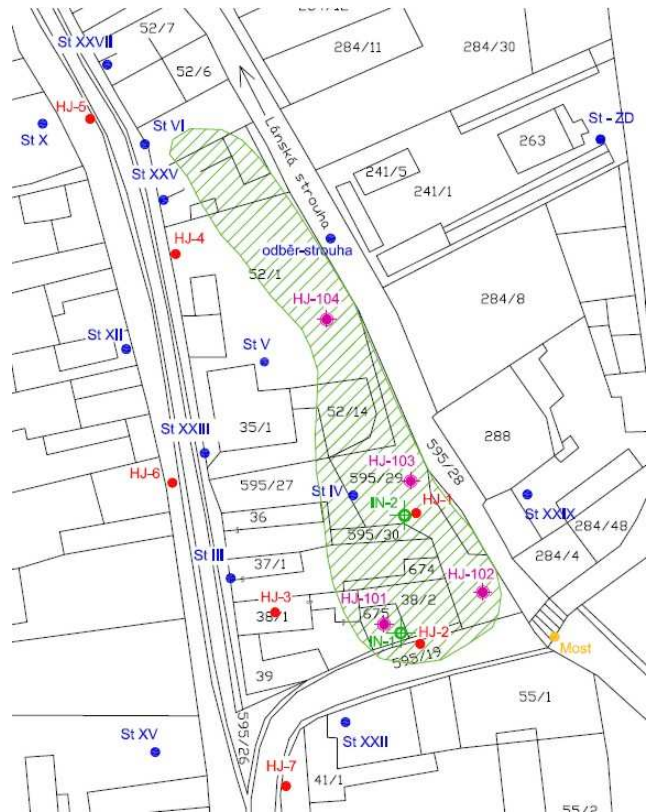 284/12
52/7
St XXVII
284/11
284/30
52/6
HJ-5
St X
St VI
Lánská strouha
263
St - ZD
241/5
241/1
St XXV
HJ-4
odběr-strouha
52/1
284/8
HJ-104
St XII
St V
52/14
35/1
288
St XXIII
595/28
HJ-103
595/29
HJ-6
595/27
St IV
IN-2
HJ-1
St XXIX
36
595/30
284/48
284/4
St III
37/1
674
HJ-102
HJ-3
38/1
HJ-101
38/2
675
IN-1
HJ-2
Most
595/19
39
55/1
595/26
St XV
St XXII
HJ-7
41/1
55/2